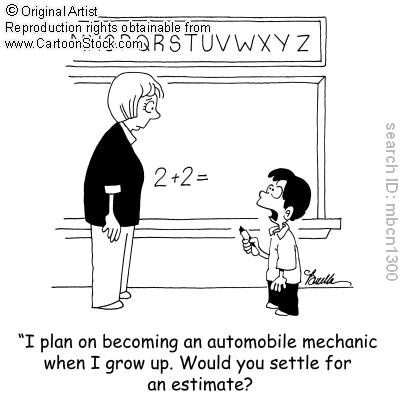 © Original Artist
Reproduction rights obtainable from
www.CartoonStock.com
QRSTUVWXYZ
2+2=
search ID: mbcn1300
"I plan on becoming an automobile mechanic
when I grow up. Would you settle for
an estimate?